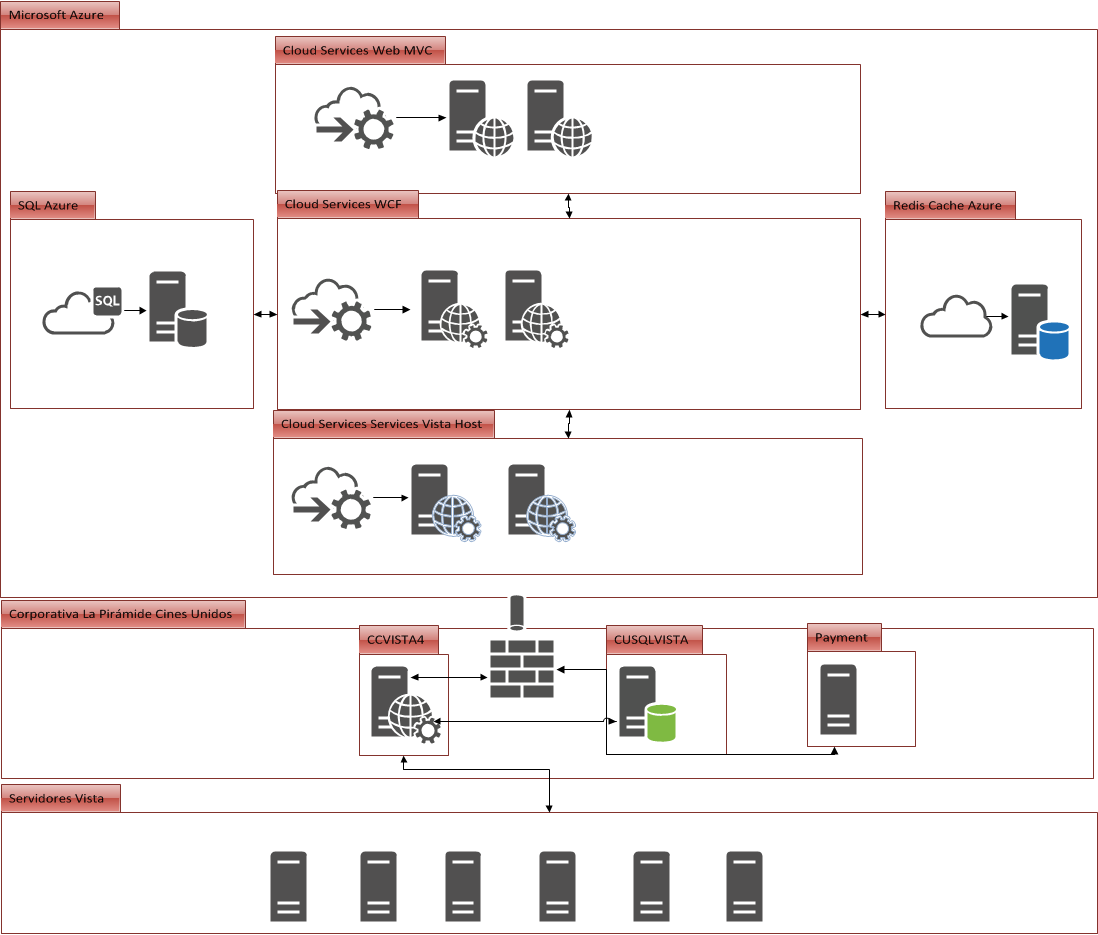 Microsoft Azure
Cloud Services Web MVC
SQL Azure
Cloud Services WCF
Redis Cache Azure
SQL
Cloud Services Services Vista Host
Corporativa La Pirámide Cines Unidos
CCVISTA4
CUSQLVISTA
Payment
Servidores Vista